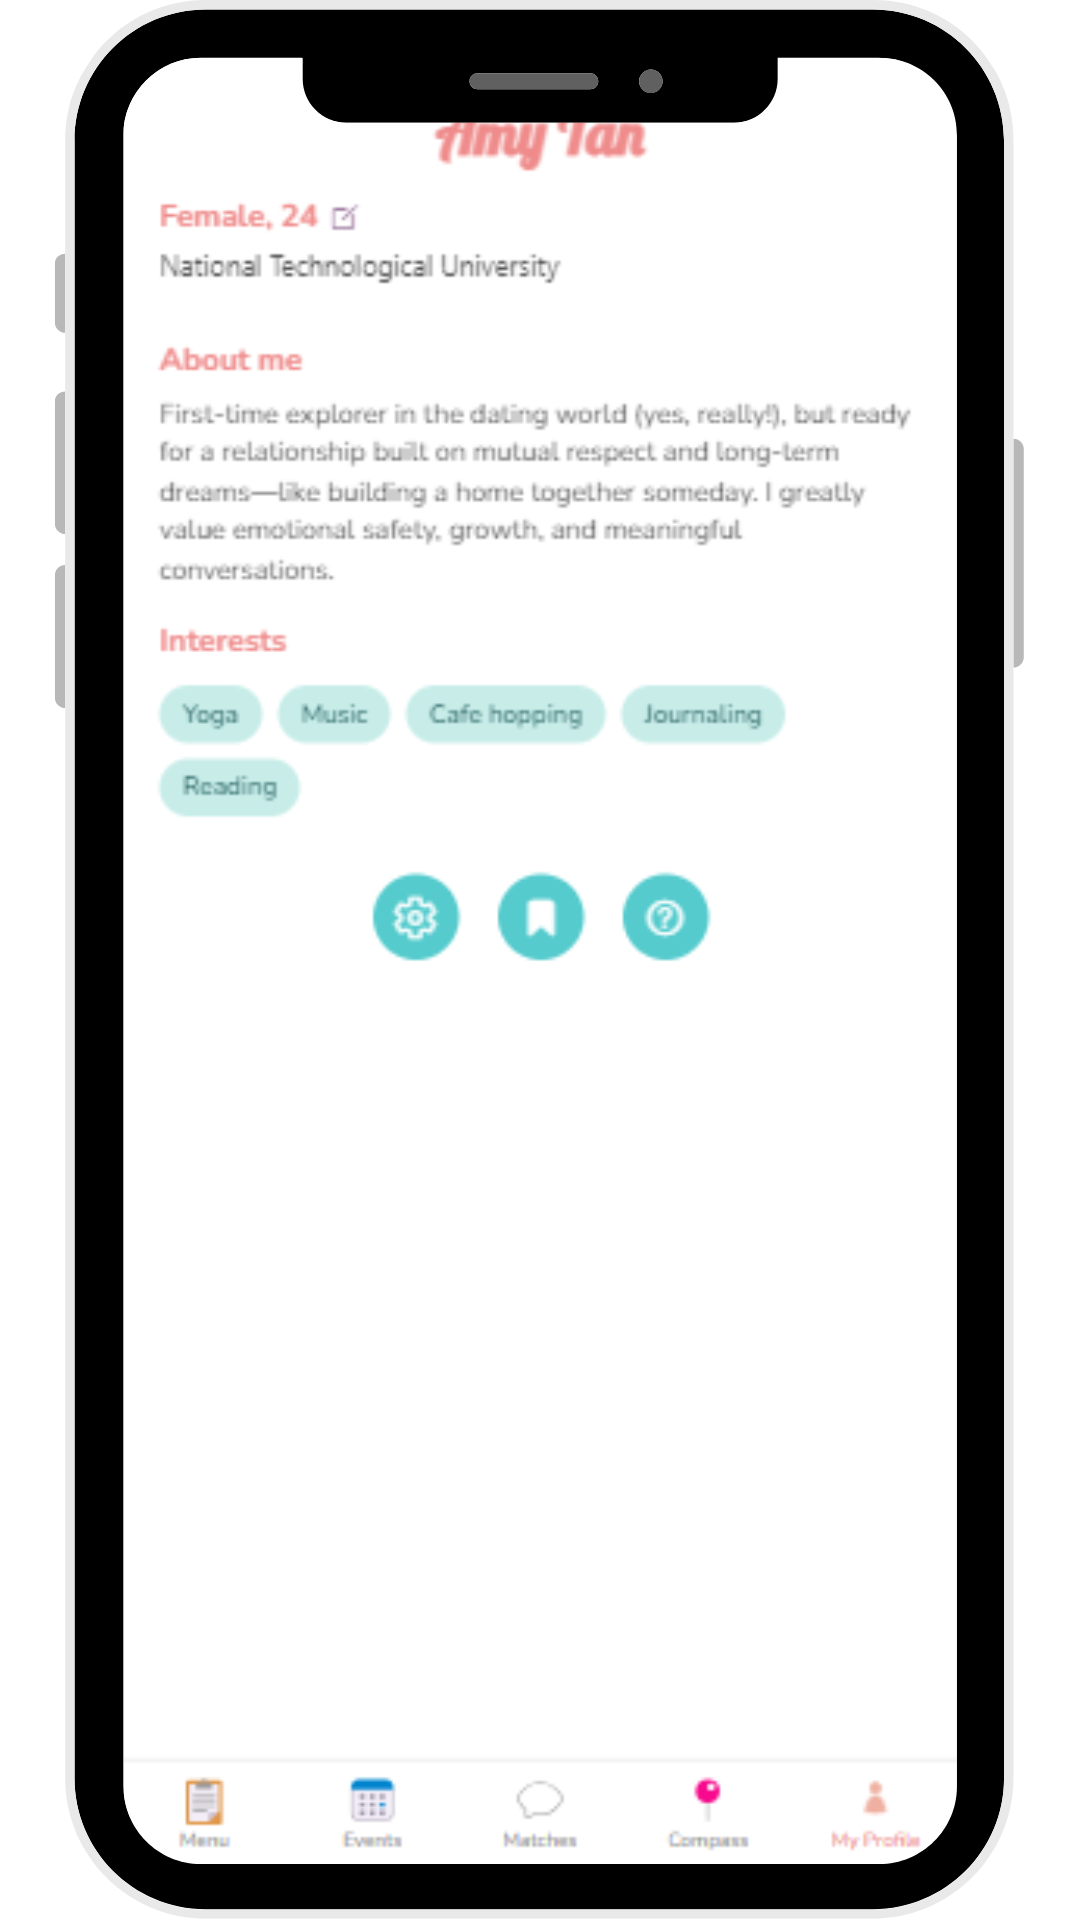 Amy Tan
Female, 24
National Technological University
About me
First-time explorer in the dating world (yes, really!), but ready
for a relationship built on mutual respect and long-term
dreams—like building a home together someday. I greatly
value emotional safety, growth, and meaningful
conversations.
Interests
Yoga Music Cafe hopping Journaling
Reading
Menu Events Matches Compass My Profile